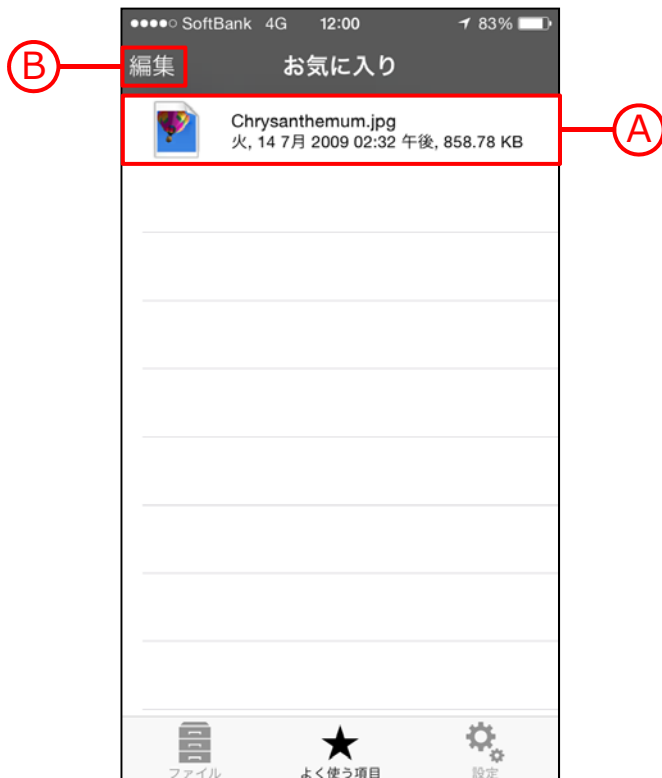 SoftBank 4G 12:00 83%
B
編集 お気に入り
Chrysanthemum.jpg
火, 14 7月 2009 02:32 午後, 858.78 KB
A
ファイル よく使う項目 設定